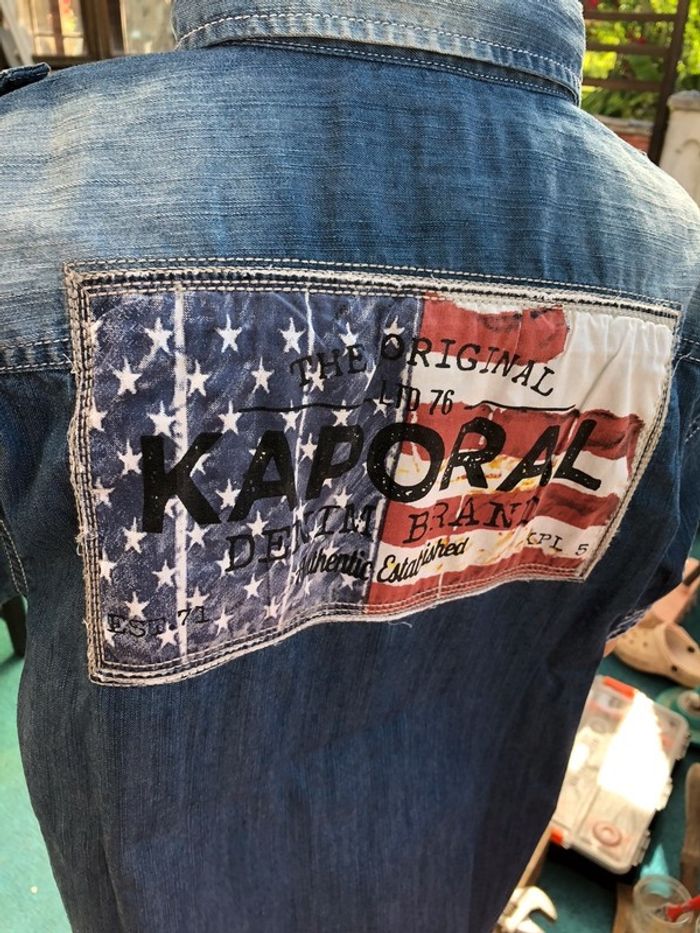 THE ORIGINAL
LTD 76
KAPORAL
DENIM BRAND
Authentic Established
KPL 5
EST. 71